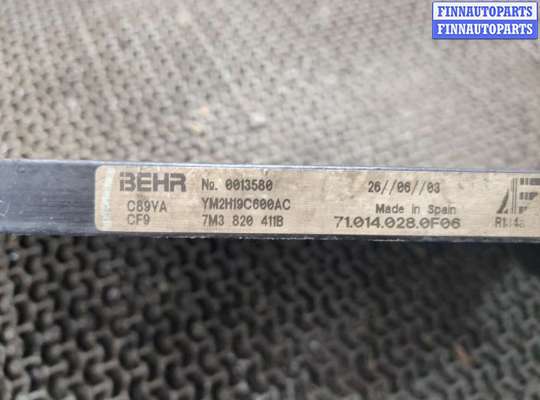 FINNAUTOPARTS
FINNAUTOPARTS
BEHR No. 0013580 26//06//03
C89YA YM2H19C600AC Made in Spain
CF9 7M3 820 411B 71.014.028.0F06